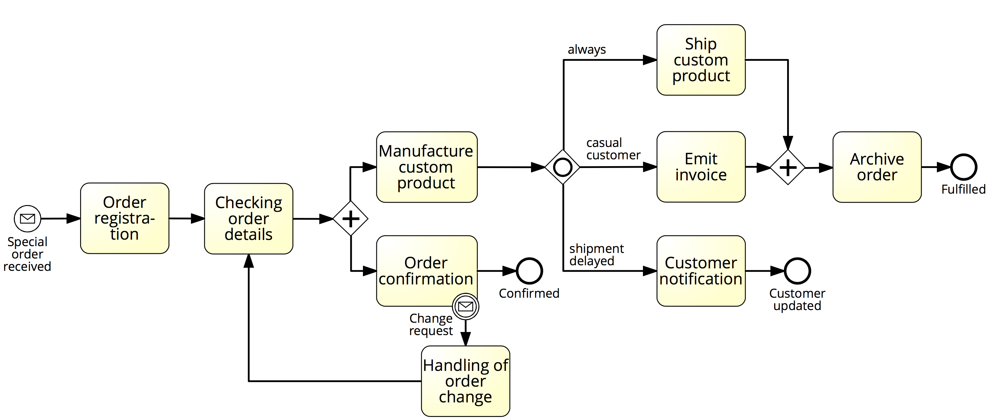 Special
order
received
Order
registra-
tion
Checking
order
details
Manufacture
custom
product
Order
confirmation
Confirmed
Change
request
Handling of
order
change
always
casual
customer
shipment
delayed
Ship
custom
product
Emit
invoice
Customer
notification
Customer
updated
Archive
order
Fulfilled